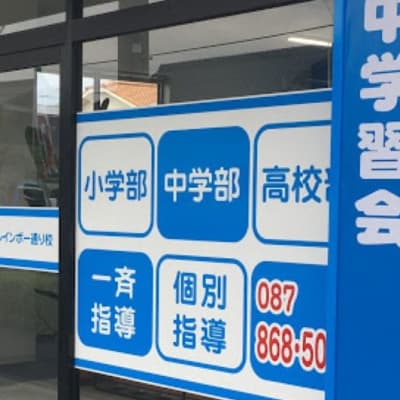 小学部
中学部
高校部
一斉
指導
個別
指導
087
868·50
インボー通り校
中学習会